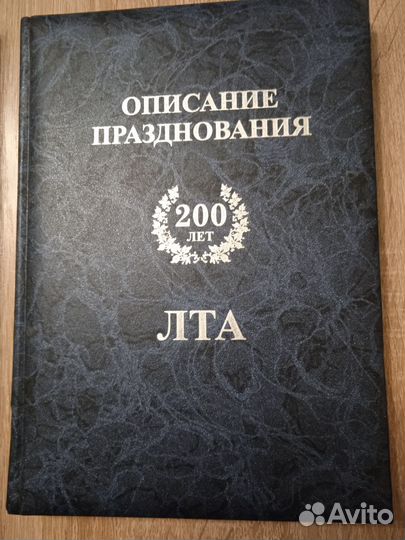 ОПИСАНИЕ
ПРАЗДНОВАНИЯ
200
ЛЕТ
ЛТА
Avito